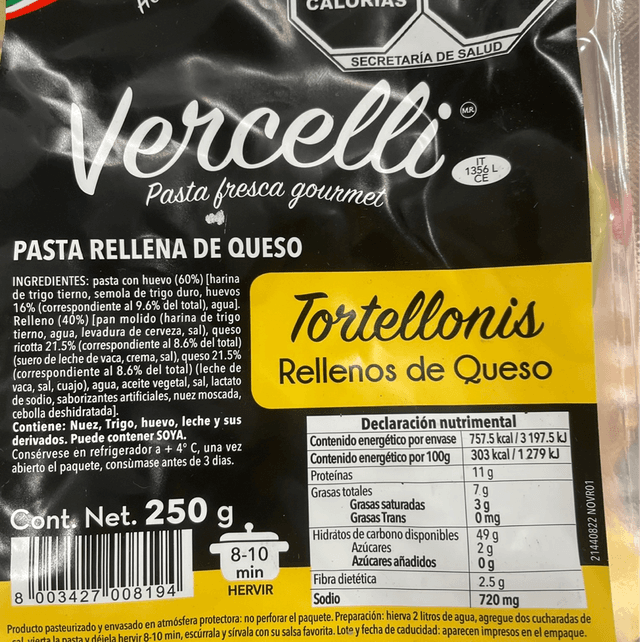 CALORÍAS
SECRETARÍA DE SALUD
Vercelli MR
IT
1356 L
CE
Pasta fresca gourmet
PASTA RELLENA DE QUESO
INGREDIENTES: pasta con huevo (60%) [harina
de trigo tierno, semola de trigo duro, huevos
16% (correspondiente al 9.6% del total), agua].
Relleno (40%) [pan molido (harina de trigo
tierno, agua, levadura de cerveza, sal), queso
ricotta 21.5% (correspondiente al 8.6% del total)
(suero de leche de vaca, crema, sal), queso 21.5%
(correspondiente al 8.6% del total) (leche de
vaca, sal, cuajo), agua, aceite vegetal, sal, lactato
de sodio, saborizantes artificiales, nuez moscada,
cebolla deshidratada].
Contiene: Nuez, Trigo, huevo, leche y sus
derivados. Puede contener SOYA.
Consérvese en refrigerador a + 4° C, una vez
abierto el paquete, consùmase antes de 3 dias.
Tortellonis
Rellenos de Queso
Declaración nutrimental
Contenido energético por envase 757.5 kcal / 3 197.5 kJ
Contenido energético por 100g 303 kcal / 1 279 kJ
Proteínas 11 g
Grasas totales 7 g
Grasas saturadas 3 g
Grasas Trans 0 mg
Hidrátos de carbono disponibles 49 g
Azúcares 2 g
Azúcares añadidos 0 g
Fibra dietética 2.5 g
Sodio 720 mg
21440822 NOVR01
Cont. Net. 250 g
8-10
min
HERVIR
8 003427 008194
Producto pasteurizado y envasado en atmósfera protectora: no perforar el paquete. Preparación: hierva 2 litros de agua, agregue dos cucharadas de
sal, vierta la pasta y déjela hervir 8-10 min, escúrrala y sírvala con su salsa favorita. Lote y fecha de caducidad: aparecen impresos en el empaque.